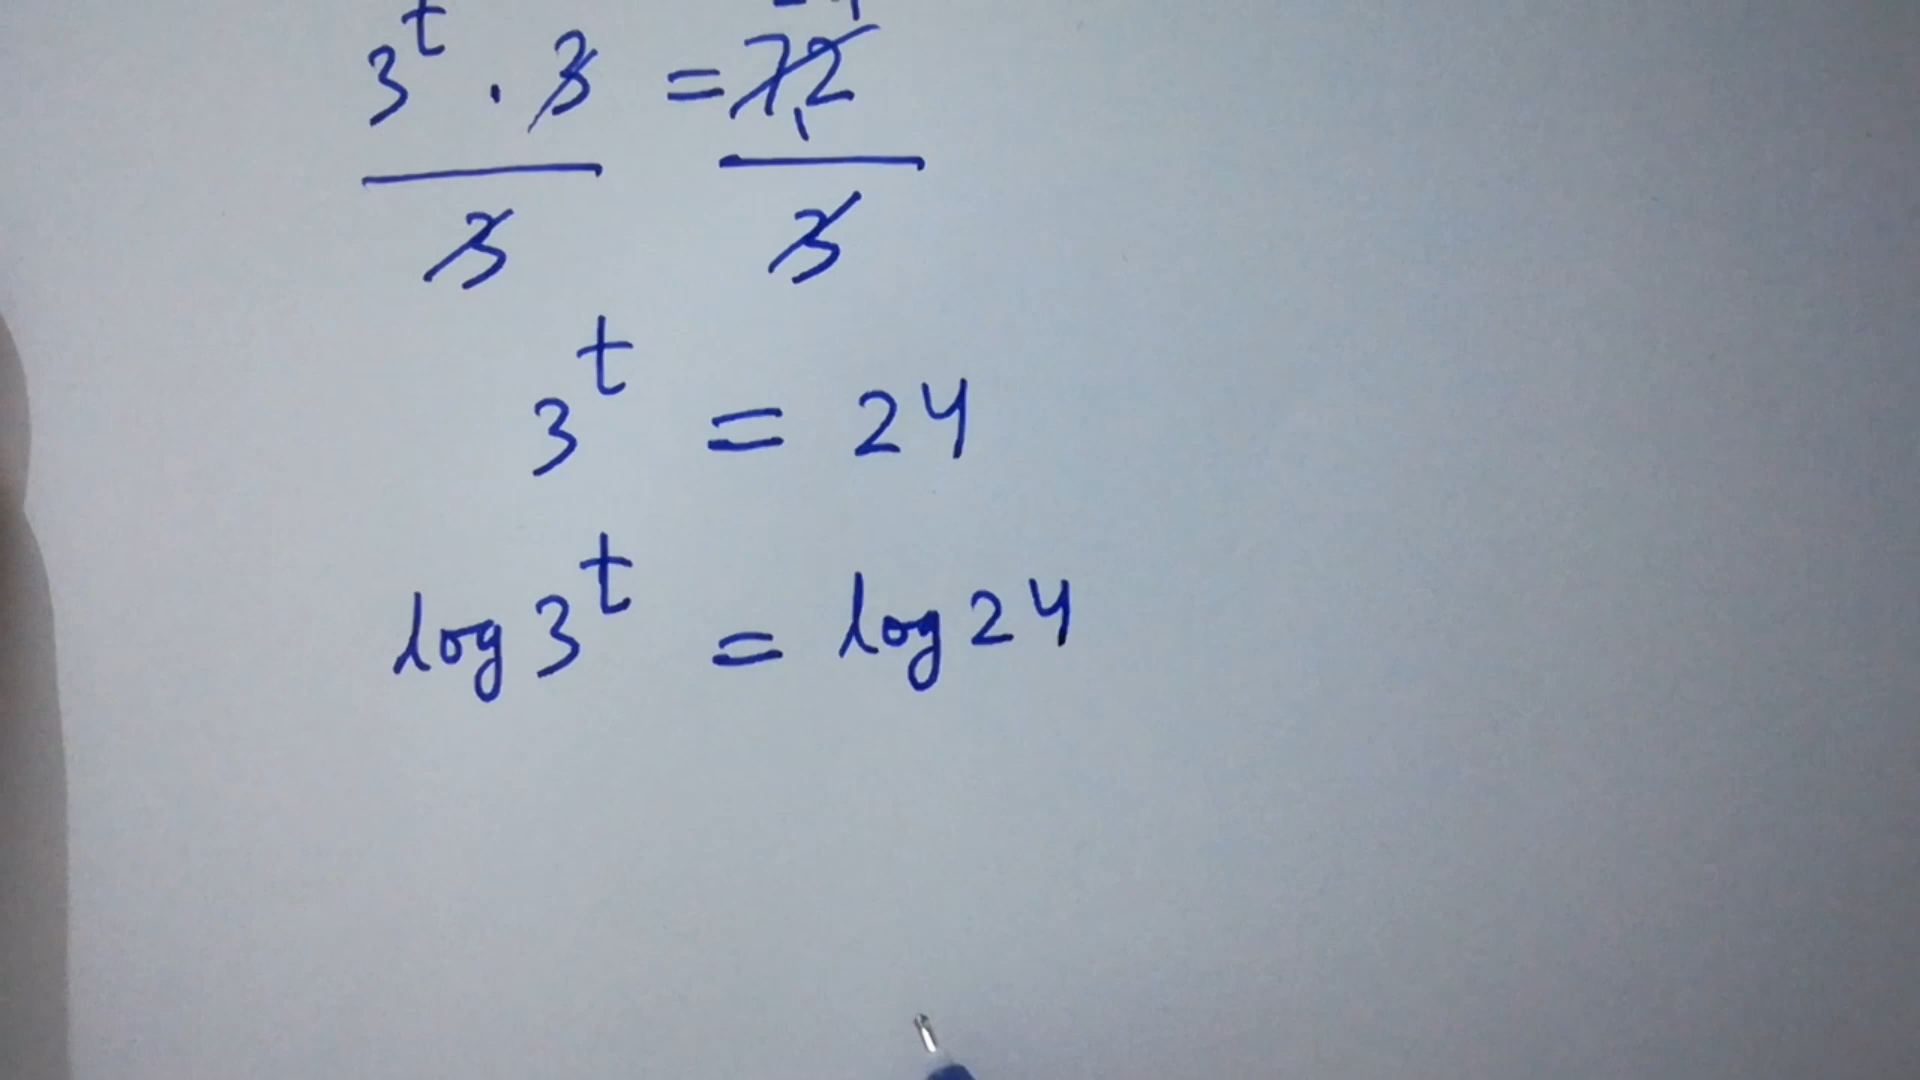 3^t . 3 = 72
3 3
3^t = 24
log 3^t = log 24